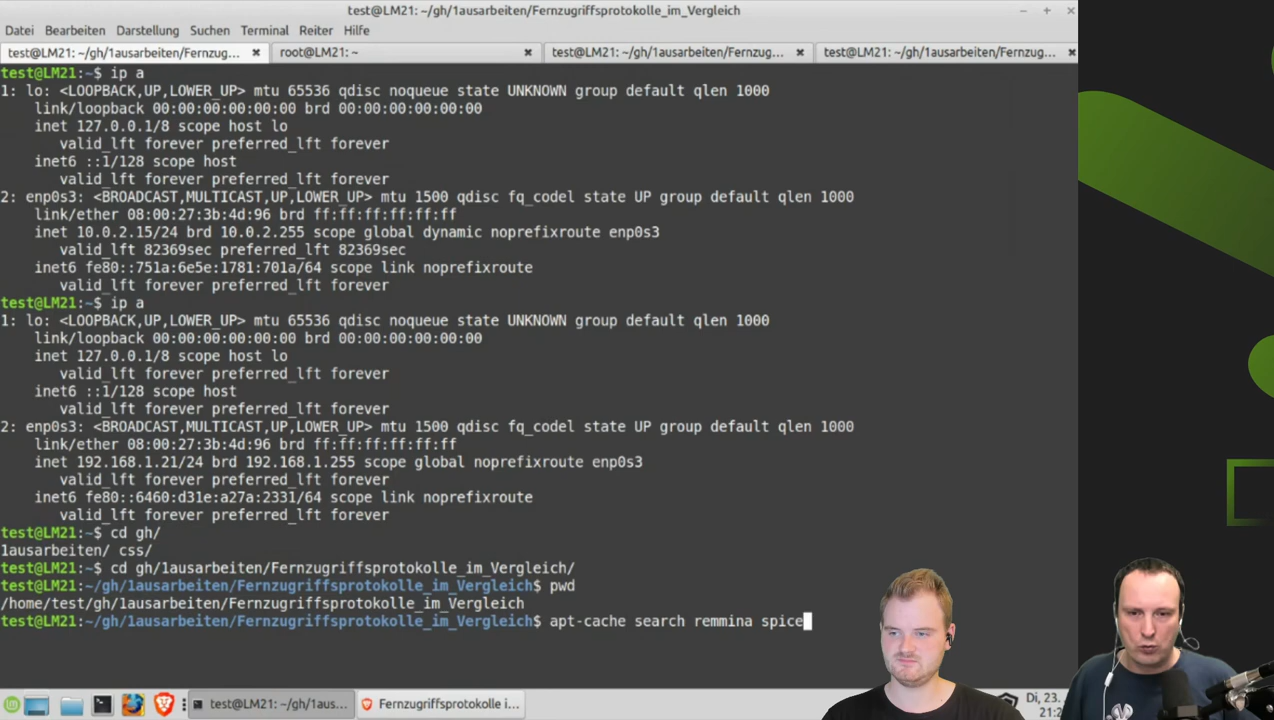 test@LM21: ~/gh/1ausarbeiten/Fernzugriffsprotokolle_im_Vergleich
Datei Bearbeiten Darstellung Suchen Terminal Reiter Hilfe
test@LM21: ~/gh/1ausarbeiten/Fernzug...
root@LM21: ~
test@LM21: ~/gh/1ausarbeiten/Fernzug...
test@LM21: ~/gh/1ausarbeiten/Fernzug...
test@LM21:~$ ip a
1: lo: <LOOPBACK,UP,LOWER_UP> mtu 65536 qdisc noqueue state UNKNOWN group default qlen 1000
link/loopback 00:00:00:00:00:00 brd 00:00:00:00:00:00
inet 127.0.0.1/8 scope host lo
valid_lft forever preferred_lft forever
inet6 ::1/128 scope host
valid_lft forever preferred_lft forever
2: enp0s3: <BROADCAST,MULTICAST,UP,LOWER_UP> mtu 1500 qdisc fq_codel state UP group default qlen 1000
link/ether 08:00:27:3b:4d:96 brd ff:ff:ff:ff:ff:ff
inet 10.0.2.15/24 brd 10.0.2.255 scope global dynamic noprefixroute enp0s3
valid_lft 82369sec preferred_lft 82369sec
inet6 fe80::751a:6e5e:1781:701a/64 scope link noprefixroute
valid_lft forever preferred_lft forever
test@LM21:~$ ip a
1: lo: <LOOPBACK,UP,LOWER_UP> mtu 65536 qdisc noqueue state UNKNOWN group default qlen 1000
link/loopback 00:00:00:00:00:00 brd 00:00:00:00:00:00
inet 127.0.0.1/8 scope host lo
valid_lft forever preferred_lft forever
inet6 ::1/128 scope host
valid_lft forever preferred_lft forever
2: enp0s3: <BROADCAST,MULTICAST,UP,LOWER_UP> mtu 1500 qdisc fq_codel state UP group default qlen 1000
link/ether 08:00:27:3b:4d:96 brd ff:ff:ff:ff:ff:ff
inet 192.168.1.21/24 brd 192.168.1.255 scope global noprefixroute enp0s3
valid_lft forever preferred_lft forever
inet6 fe80::6460:d31e:a27a:2331/64 scope link noprefixroute
valid_lft forever preferred_lft forever
test@LM21:~$ cd gh/
1ausarbeiten/ css/
test@LM21:~$ cd gh/1ausarbeiten/Fernzugriffsprotokolle_im_Vergleich/
test@LM21:~/gh/1ausarbeiten/Fernzugriffsprotokolle_im_Vergleich$ pwd
/home/test/gh/1ausarbeiten/Fernzugriffsprotokolle_im_Vergleich
test@LM21:~/gh/1ausarbeiten/Fernzugriffsprotokolle_im_Vergleich$ apt-cache search remmina spice
test@LM21: ~/gh/1aus...
Fernzugriffsprotokolle i...
Di, 23.